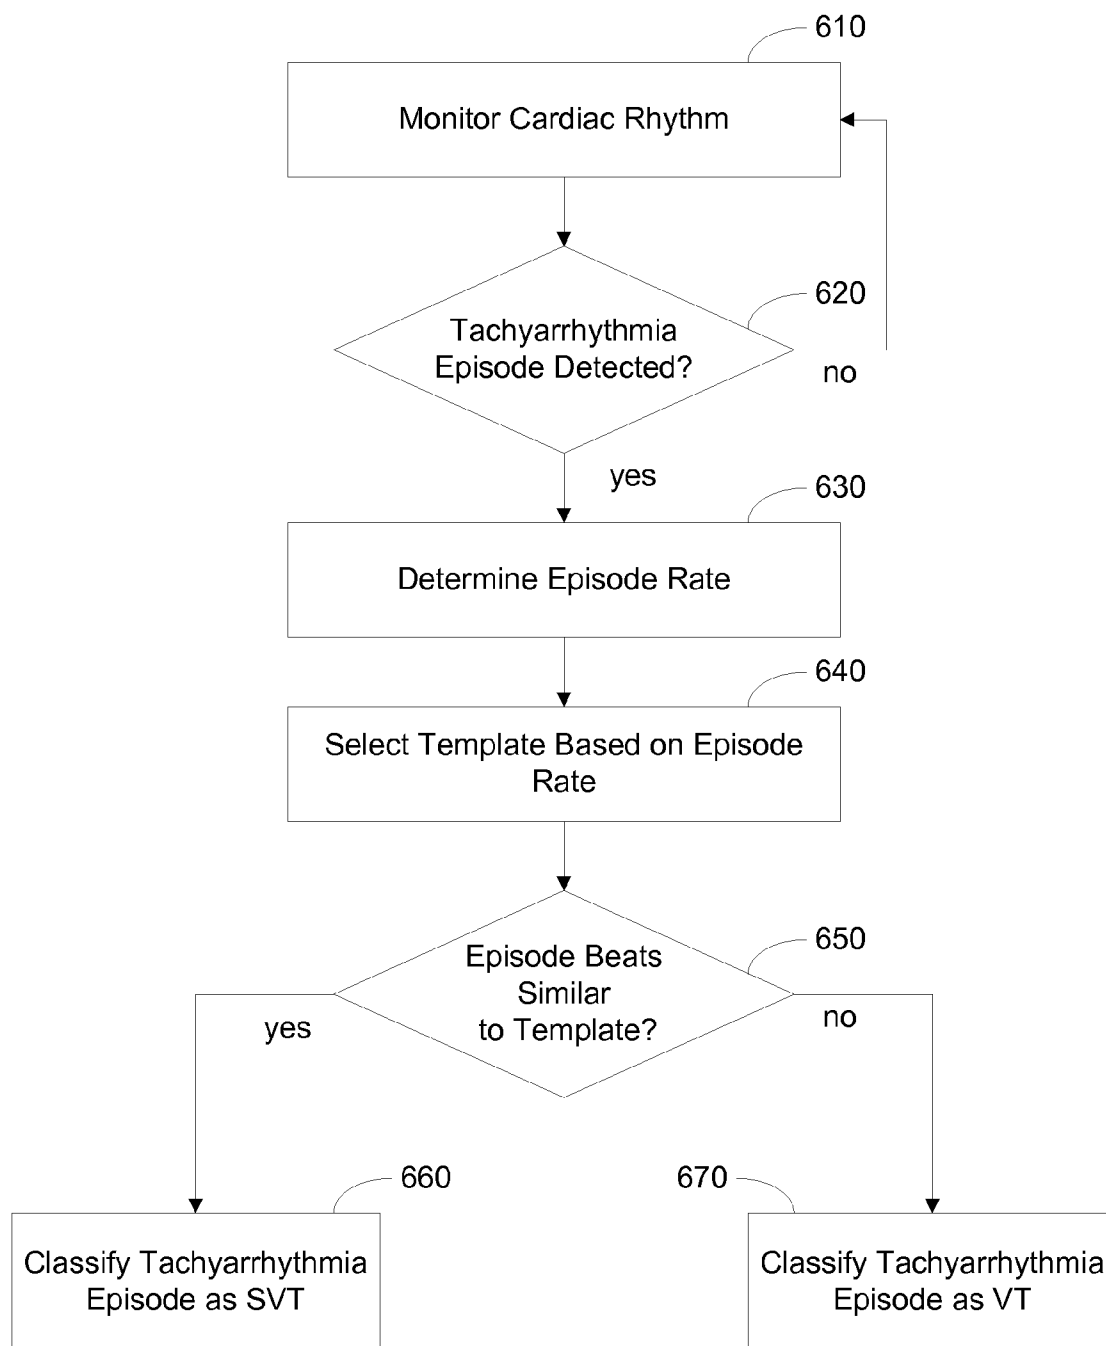 610
Monitor Cardiac Rhythm
620
Tachyarrhythmia
Episode Detected?
no
yes
630
Determine Episode Rate
640
Select Template Based on Episode
Rate
650
Episode Beats
Similar
to Template?
yes
no
660
670
Classify Tachyarrhythmia
Episode as SVT
Classify Tachyarrhythmia
Episode as VT